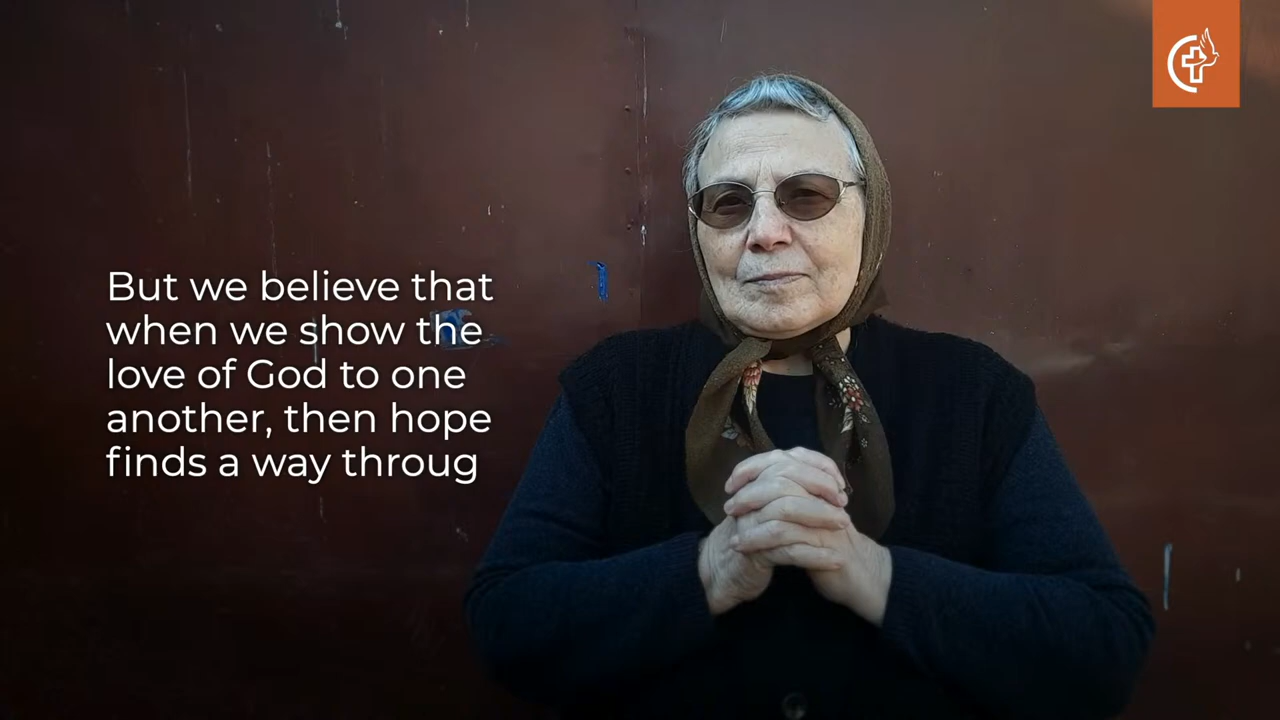 But we believe that
when we show the
love of God to one
another, then hope
finds a way throug